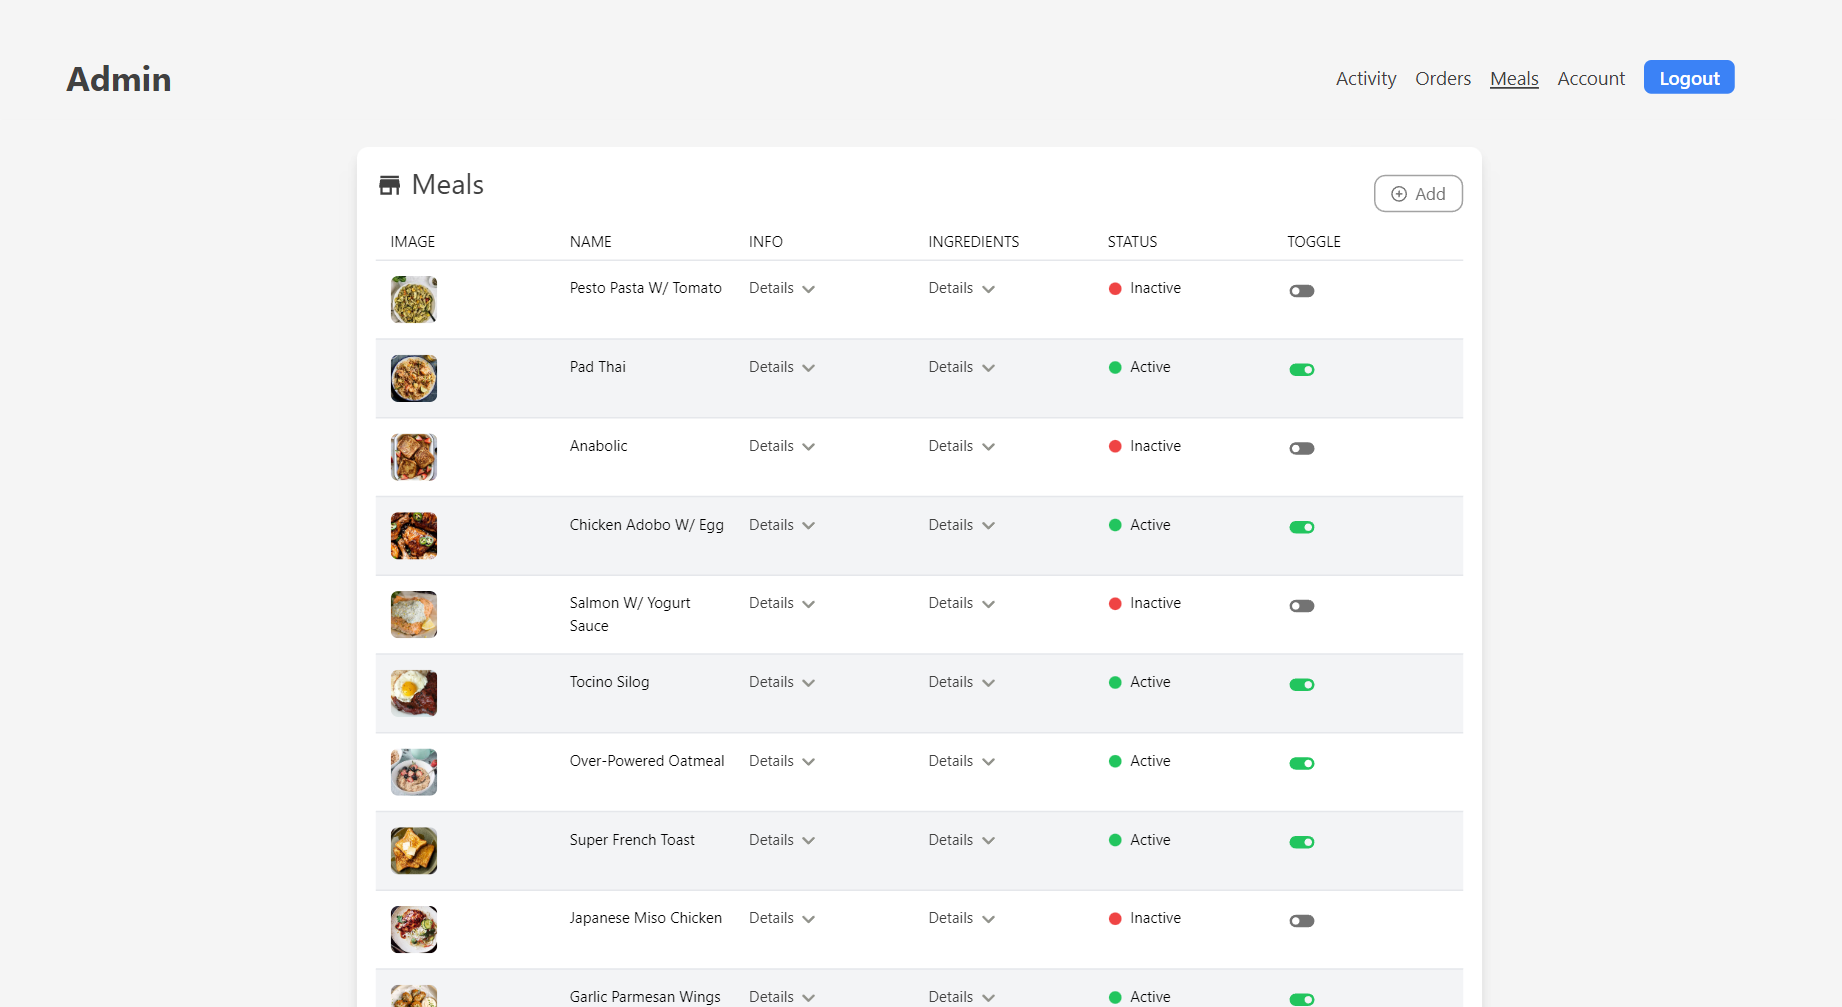 Admin
Activity Orders Meals Account Logout
Meals
Add
IMAGE NAME INFO INGREDIENTS STATUS TOGGLE
Pesto Pasta W/ Tomato Details Details Inactive
Pad Thai Details Details Active
Anabolic Details Details Inactive
Chicken Adobo W/ Egg Details Details Active
Salmon W/ Yogurt Details Details Inactive
Sauce
Tocino Silog Details Details Active
Over-Powered Oatmeal Details Details Active
Super French Toast Details Details Active
Japanese Miso Chicken Details Details Inactive
Garlic Parmesan Wings Details Details Active